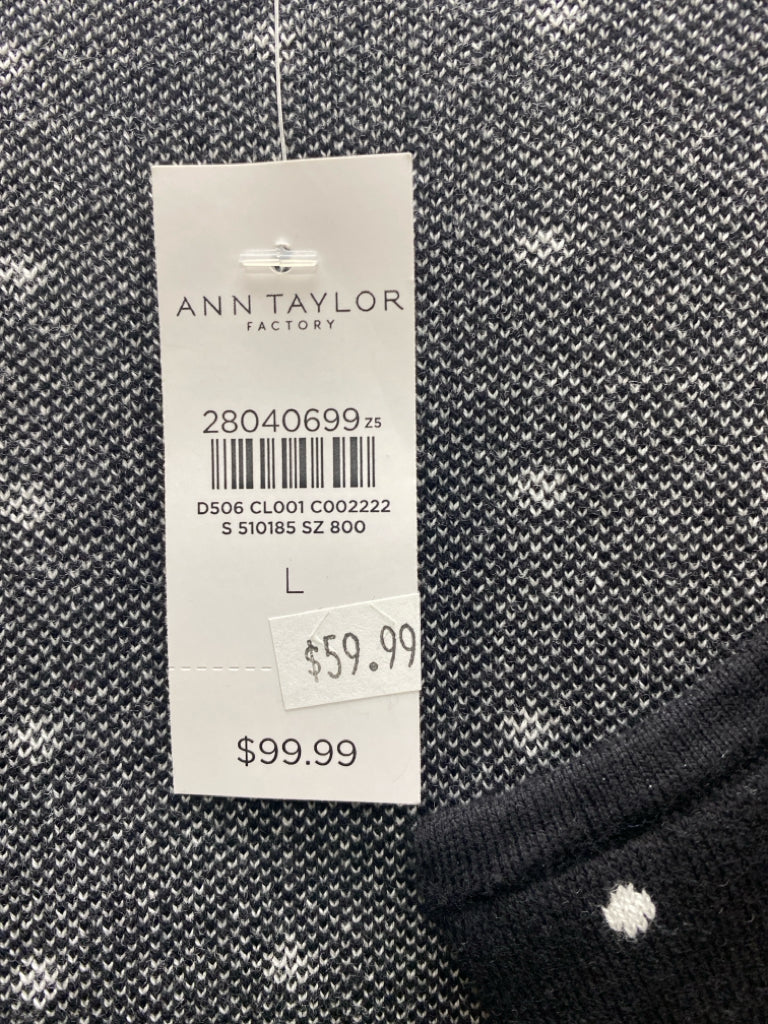 ANN TAYLOR
FACTORY
28040699 Z5
D506 CL001 C002222
S 510185 SZ 800
L
$59.99
$99.99